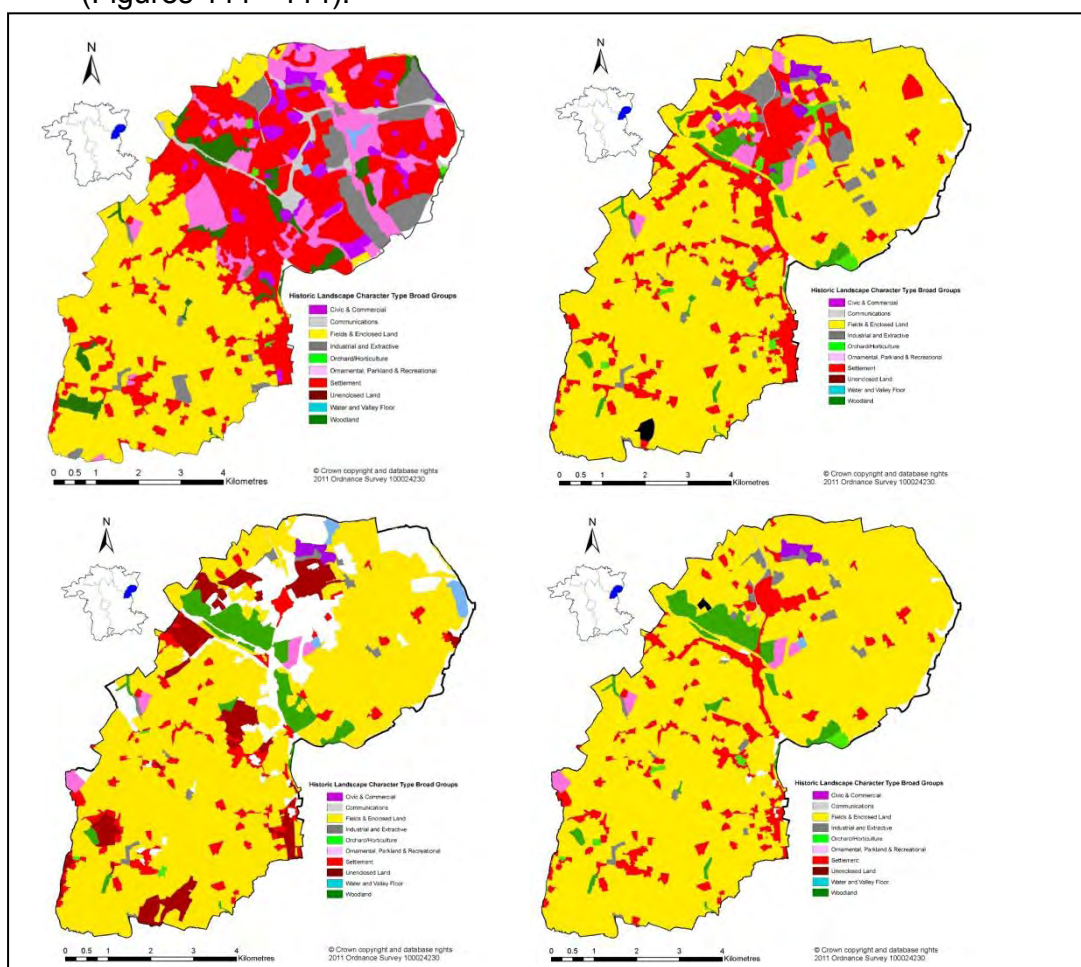 (Figures 111 – 114).
N
Historic Landscape Character Type Broad Groups
Civic & Commercial
Communications
Fields & Enclosed Land
Industrial and Extractive
Orchard/Horticulture
Ornamental, Parkland & Recreational
Settlement
Unenclosed Land
Water and Valley Floor
Woodland
0 0.5 1 2 3 4
Kilometres
© Crown copyright and database rights
2011 Ordnance Survey 100024230
N
Historic Landscape Character Type Broad Groups
Civic & Commercial
Communications
Fields & Enclosed Land
Industrial and Extractive
Orchard/Horticulture
Ornamental, Parkland & Recreational
Settlement
Unenclosed Land
Water and Valley Floor
Woodland
0 0.5 1 2 3 4
Kilometres
© Crown copyright and database rights
2011 Ordnance Survey 100024230.
N
Historic Landscape Character Type Broad Groups
Civic & Commercial
Communications
Fields & Enclosed Land
Industrial and Extractive
Orchard/Horticulture
Ornamental, Parkland & Recreational
Settlement
Unenclosed Land
Water and Valley Floor
Woodland
0 0.5 1 2 3 4
Kilometres
© Crown copyright and database rights
2011 Ordnance Survey 100024230.
N
Historic Landscape Character Type Broad Groups
Civic & Commercial
Communications
Fields & Enclosed Land
Industrial and Extractive
Orchard/Horticulture
Ornamental, Parkland & Recreational
Settlement
Unenclosed Land
Water and Valley Floor
Woodland
0 0.5 1 2 3 4
Kilometres
© Crown copyright and database rights
2011 Ordnance Survey 100024230.